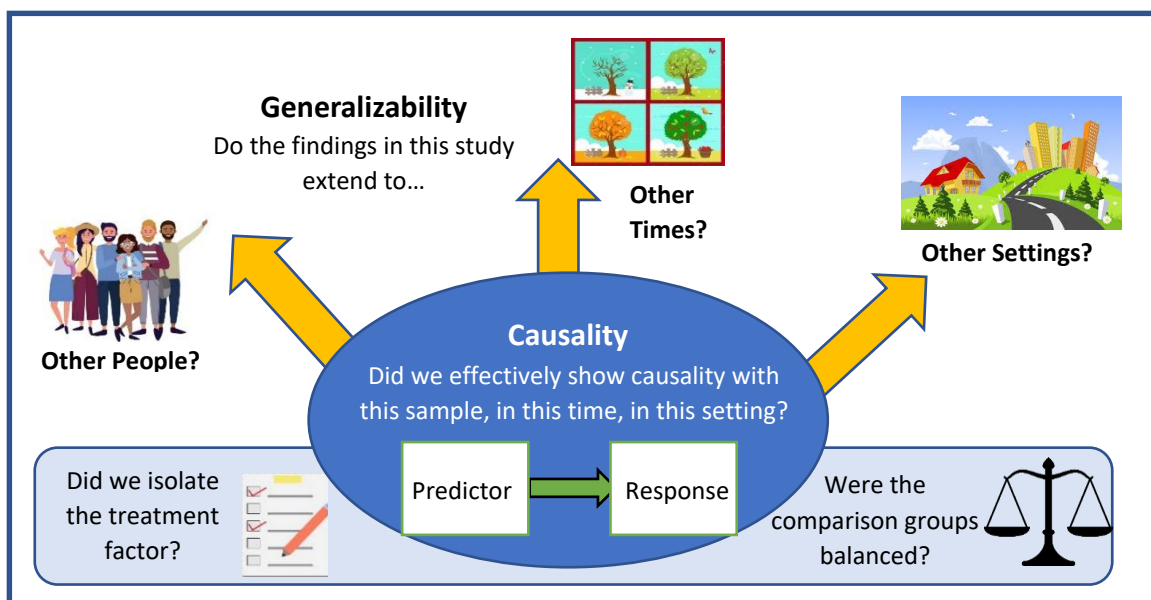 Generalizability
Do the findings in this study
extend to…
Other
Times?
Other Settings?
Other People?
Causality
Did we effectively show causality with
this sample, in this time, in this setting?
Predictor
Response
Did we isolate
the treatment
factor?
Were the
comparison groups
balanced?